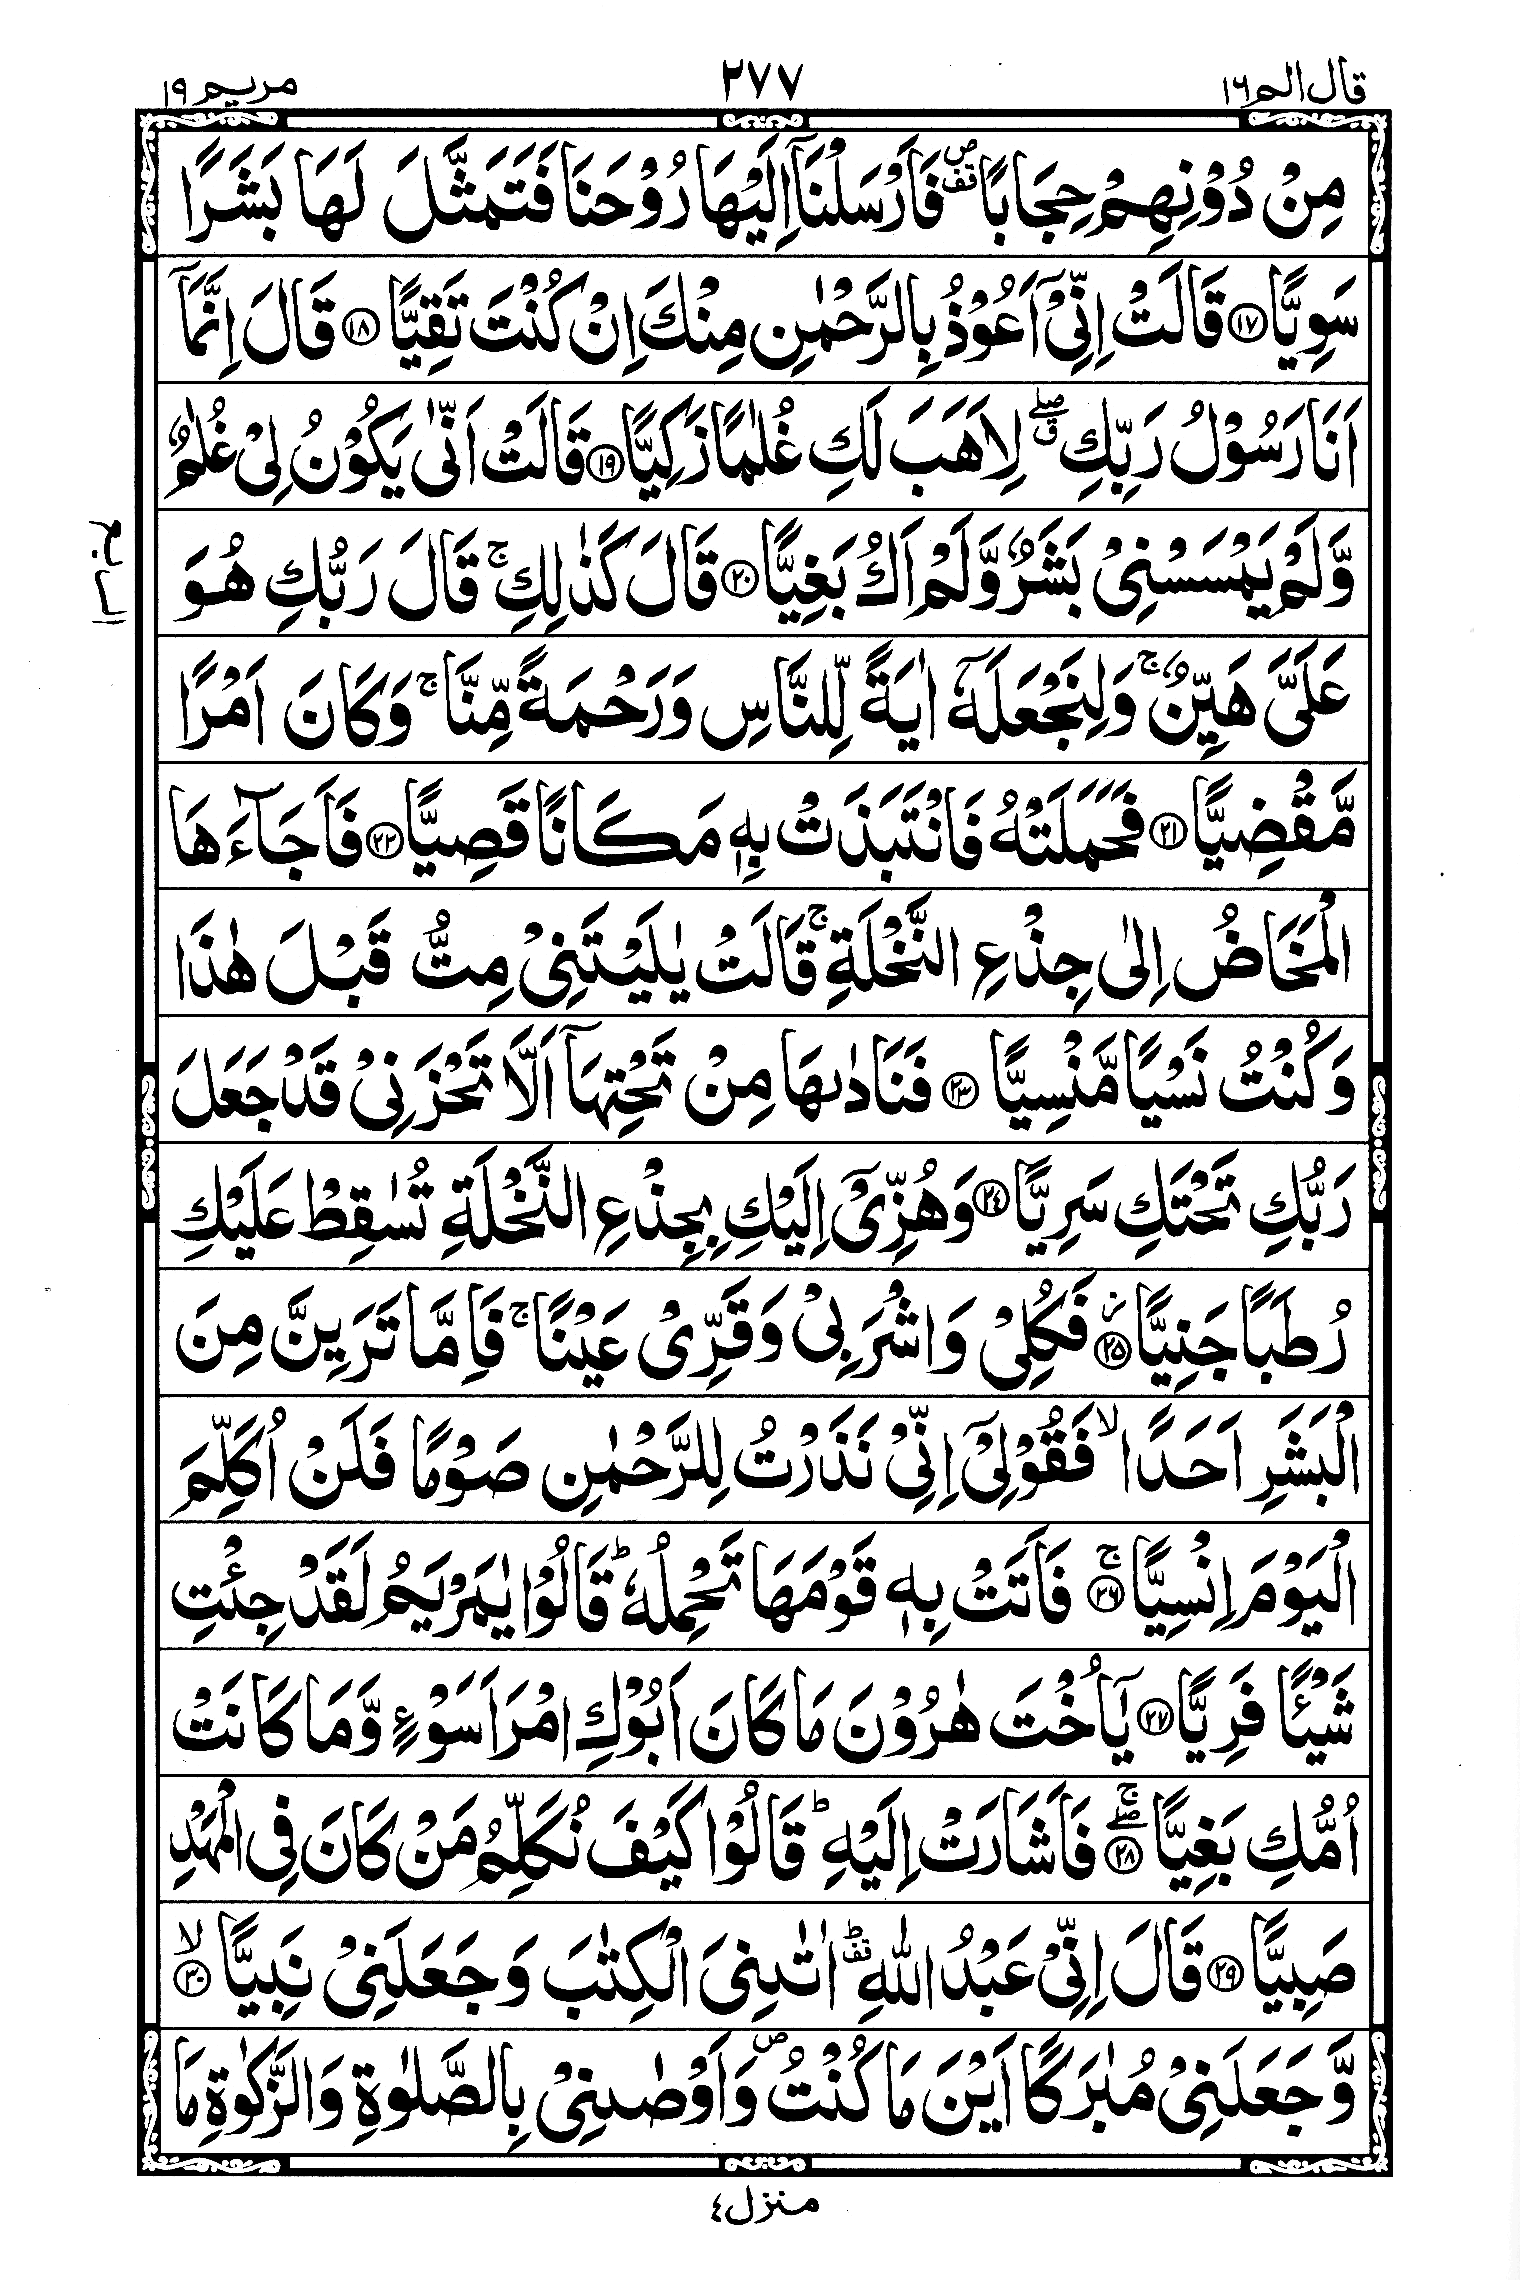 قال الم ١٦ ٢٧٧ مريم ١٩
مِنْ دُوْنِهِمْ حِجَابًا ۪ۖ فَاَرْسَلْنَاۤ اِلَيْهَا رُوْحَنَا فَتَمَثَّلَ لَهَا بَشَرًا
سَوِيًّا ﴿١٧﴾ قَالَتْ اِنِّيْۤ اَعُوْذُ بِالرَّحْمٰنِ مِنْكَ اِنْ كُنْتَ تَقِيًّا ﴿١٨﴾ قَالَ اِنَّمَاۤ
اَنَا رَسُوْلُ رَبِّكِ ۖۗ لِاَهَبَ لَكِ غُلٰمًا زَكِيًّا ﴿١٩﴾ قَالَتْ اَنّٰى يَكُوْنُ لِيْ غُلٰمٌ
وَّلَمْ يَمْسَسْنِيْ بَشَرٌ وَّلَمْ اَكُ بَغِيًّا ﴿٢٠﴾ قَالَ كَذٰلِكِ ۚ قَالَ رَبُّكِ هُوَ
الربع
عَلَيَّ هَيِّنٌ ۚ وَلِنَجْعَلَهٗۤ اٰيَةً لِّلنَّاسِ وَرَحْمَةً مِّنَّا ۚ وَكَانَ اَمْرًا
مَّقْضِيًّا ﴿٢١﴾ فَحَمَلَتْهُ فَانْتَبَذَتْ بِهٖ مَكَانًا قَصِيًّا ﴿٢٢﴾ فَاَجَآءَهَا
الْمَخَاضُ اِلٰى جِذْعِ النَّخْلَةِ ۚ قَالَتْ يٰلَيْتَنِيْ مِتُّ قَبْلَ هٰذَا
وَكُنْتُ نَسْيًا مَّنْسِيًّا ﴿٢٣﴾ فَنَادٰىهَا مِنْ تَحْتِهَاۤ اَلَّا تَحْزَنِيْ قَدْ جَعَلَ
رَبُّكِ تَحْتَكِ سَرِيًّا ﴿٢٤﴾ وَهُزِّيْۤ اِلَيْكِ بِجِذْعِ النَّخْلَةِ تُسٰقِطْ عَلَيْكِ
رُطَبًا جَنِيًّا ﴿٢٥﴾ فَكُلِيْ وَاشْرَبِيْ وَقَرِّيْ عَيْنًا ۚ فَاِمَّا تَرَيِنَّ مِنَ
الْبَشَرِ اَحَدًا ۙ فَقُوْلِيْۤ اِنِّيْ نَذَرْتُ لِلرَّحْمٰنِ صَوْمًا فَلَنْ اُكَلِّمَ
الْيَوْمَ اِنْسِيًّا ﴿٢٦﴾ۚ فَاَتَتْ بِهٖ قَوْمَهَا تَحْمِلُهٗ ؕ قَالُوْا يٰمَرْيَمُ لَقَدْ جِئْتِ
شَيْئًا فَرِيًّا ﴿٢٧﴾ يٰۤاُخْتَ هٰرُوْنَ مَا كَانَ اَبُوْكِ امْرَاَ سَوْءٍ وَّمَا كَانَتْ
اُمُّكِ بَغِيًّا ﴿٢٨﴾ۖۚ فَاَشَارَتْ اِلَيْهِ ؕ قَالُوْا كَيْفَ نُكَلِّمُ مَنْ كَانَ فِي الْمَهْدِ
صَبِيًّا ﴿٢٩﴾ قَالَ اِنِّيْ عَبْدُ اللّٰهِ ؕ قف اٰتٰىنِيَ الْكِتٰبَ وَجَعَلَنِيْ نَبِيًّا ﴿٣٠﴾ۙ
وَّجَعَلَنِيْ مُبٰرَكًا اَيْنَ مَا كُنْتُ ۪ وَاَوْصٰىنِيْ بِالصَّلٰوةِ وَالزَّكٰوةِ مَا
منزل ٤